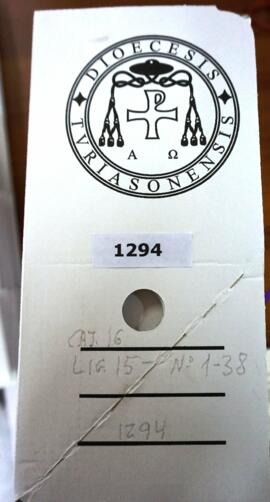 DIOECESIS
TVRIASONENSIS
A Ω
1294
CAJ. 16
LIG. 15 - Nº 1-38
1294